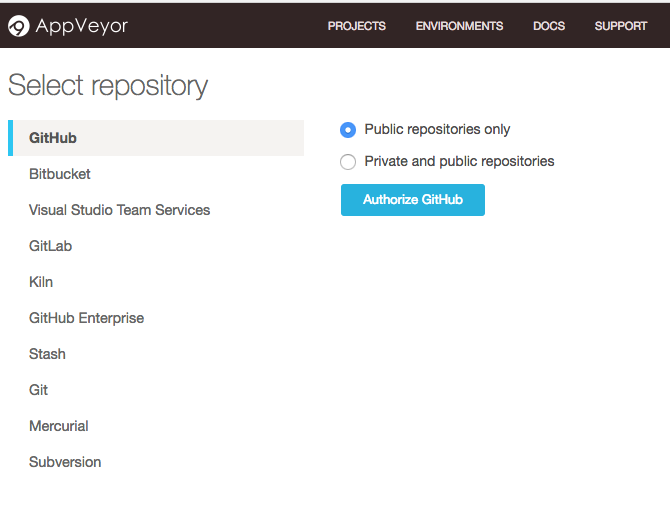 AppVeyor PROJECTS ENVIRONMENTS DOCS SUPPORT
Select repository
GitHub
Bitbucket
Visual Studio Team Services
GitLab
Kiln
GitHub Enterprise
Stash
Git
Mercurial
Subversion
Public repositories only
Private and public repositories
Authorize GitHub